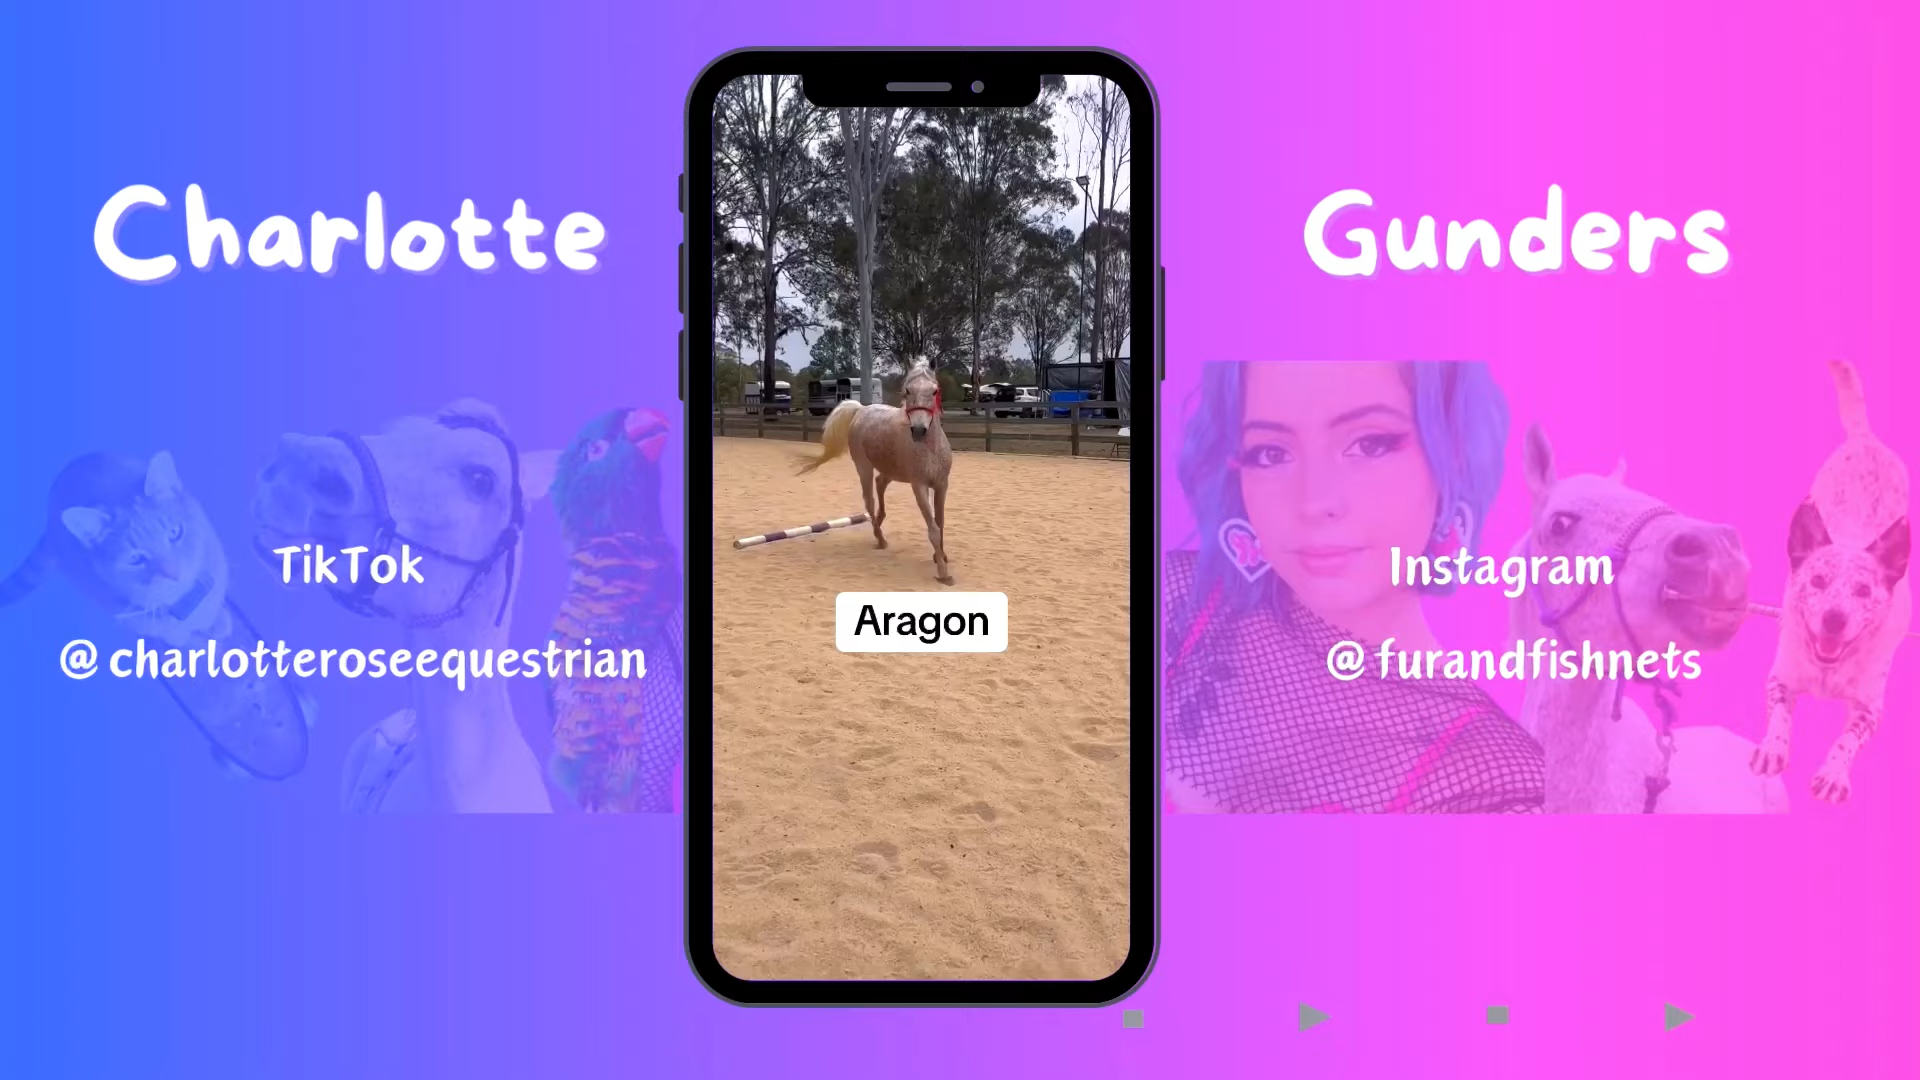 Charlotte
Gunders
TikTok
@charlotteroseequestrian
Aragon
Instagram
@furandfishnets